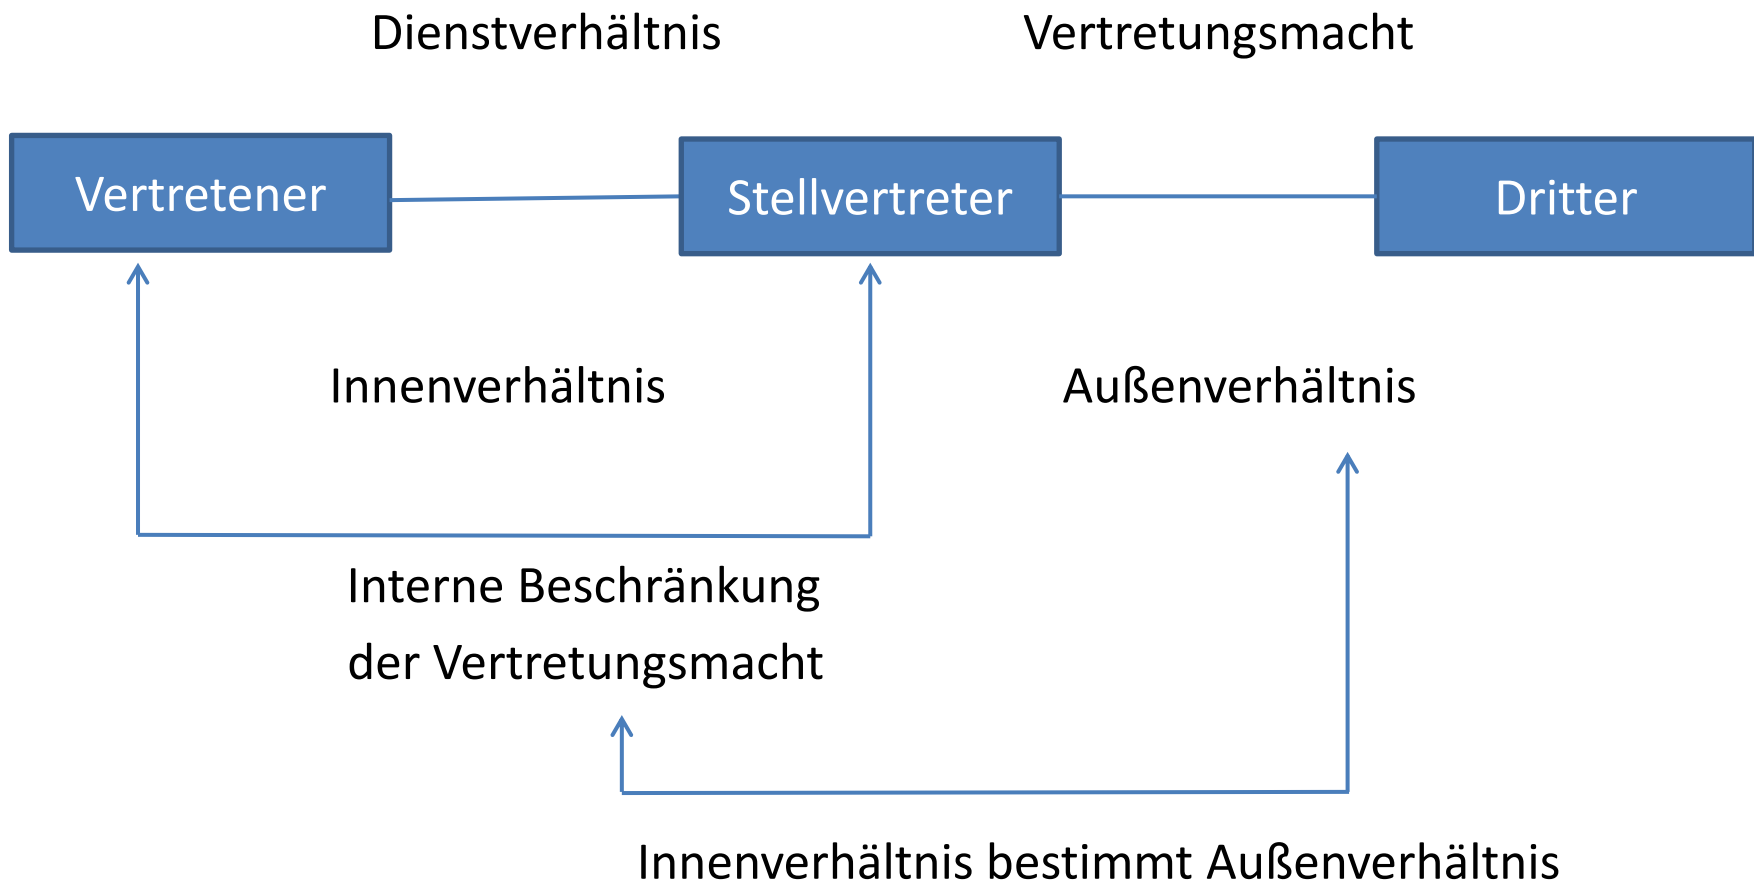 Dienstverhältnis
Vertretungsmacht
Vertretener
Stellvertreter
Dritter
Innenverhältnis
Außenverhältnis
Interne Beschränkung
der Vertretungsmacht
Innenverhältnis bestimmt Außenverhältnis